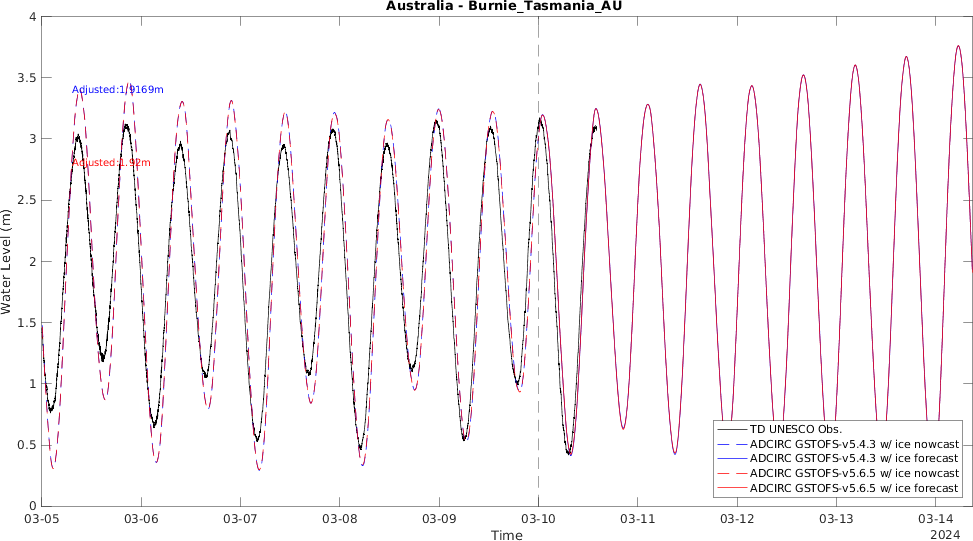 Australia - Burnie_Tasmania_AU
4
3.5
3
2.5
2
1.5
1
0.5
0
Water Level (m)
Adjusted:1.9169m
Adjusted:1.92m
TD UNESCO Obs.
ADCIRC GSTOFS-v5.4.3 w/ ice nowcast
ADCIRC GSTOFS-v5.4.3 w/ ice forecast
ADCIRC GSTOFS-v5.6.5 w/ ice nowcast
ADCIRC GSTOFS-v5.6.5 w/ ice forecast
03-05 03-06 03-07 03-08 03-09 03-10 03-11 03-12 03-13 03-14
2024
Time